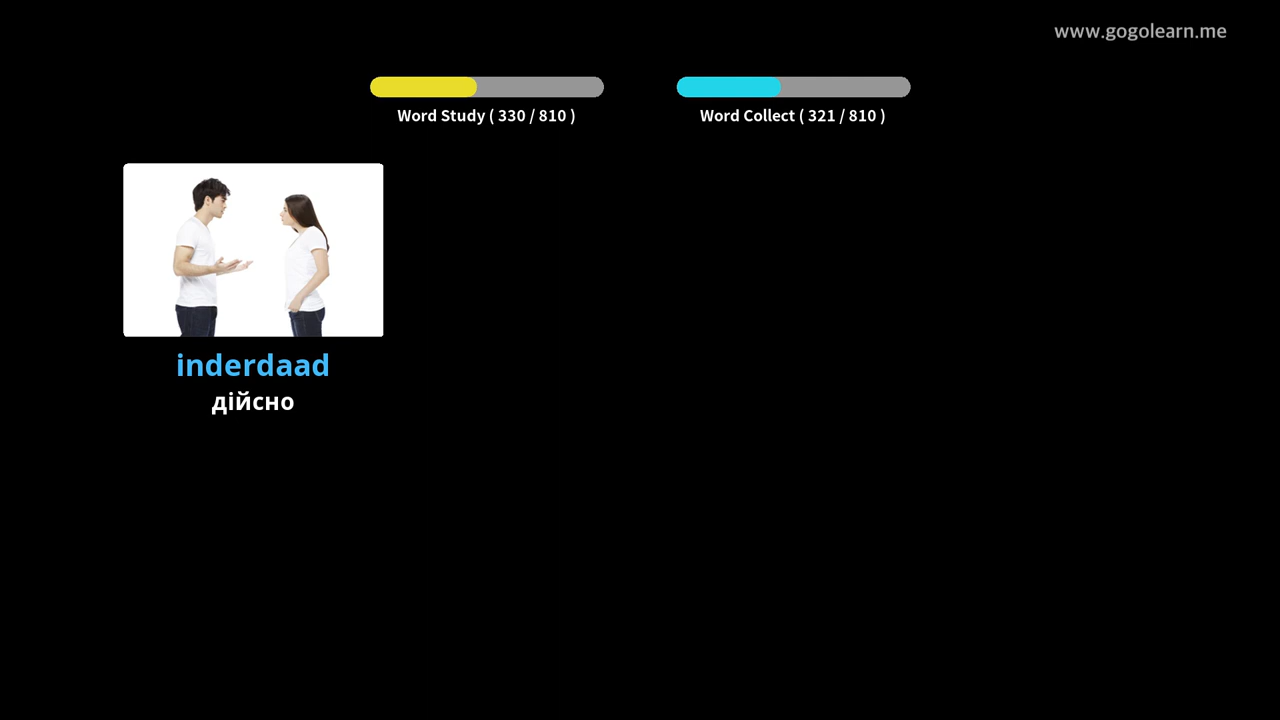 www.gogolearn.me
Word Study ( 330 / 810 )
Word Collect ( 321 / 810 )
inderdaad
дійсно